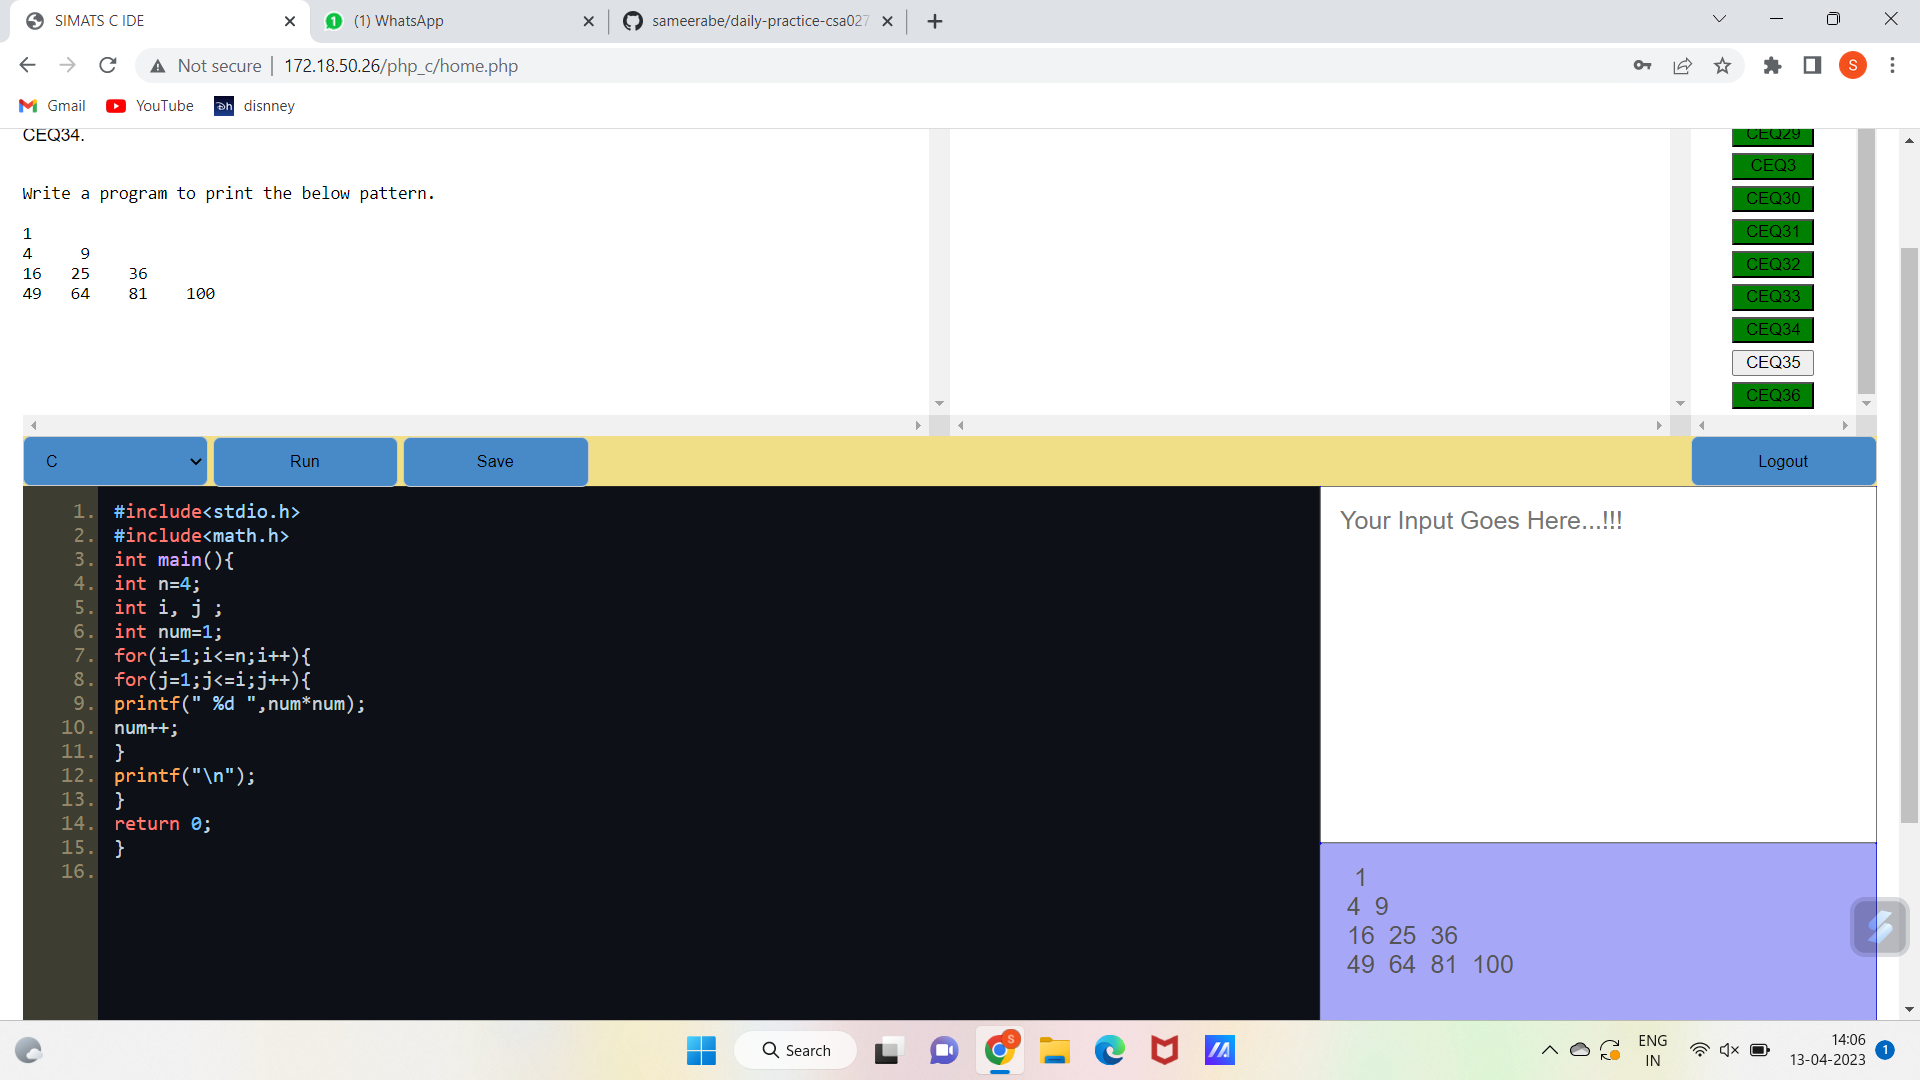 SIMATS C IDE
(1) WhatsApp
sameerabe/daily-practice-csa027
Not secure
172.18.50.26/php_c/home.php
S
Gmail
YouTube
disnney
CEQ34.
Write a program to print the below pattern.
1
4 9
16 25 36
49 64 81 100
CEQ29
CEQ3
CEQ30
CEQ31
CEQ32
CEQ33
CEQ34
CEQ35
CEQ36
C
Run
Save
Logout
1. #include<stdio.h>
2. #include<math.h>
3. int main(){
4. int n=4;
5. int i, j ;
6. int num=1;
7. for(i=1;i<=n;i++){
8. for(j=1;j<=i;j++){
9. printf(" %d ",num*num);
10. num++;
11. }
12. printf("\n");
13. }
14. return 0;
15. }
16.
Your Input Goes Here...!!!
1
4 9
16 25 36
49 64 81 100
Search
S
ENG
IN
14:06
13-04-2023
1